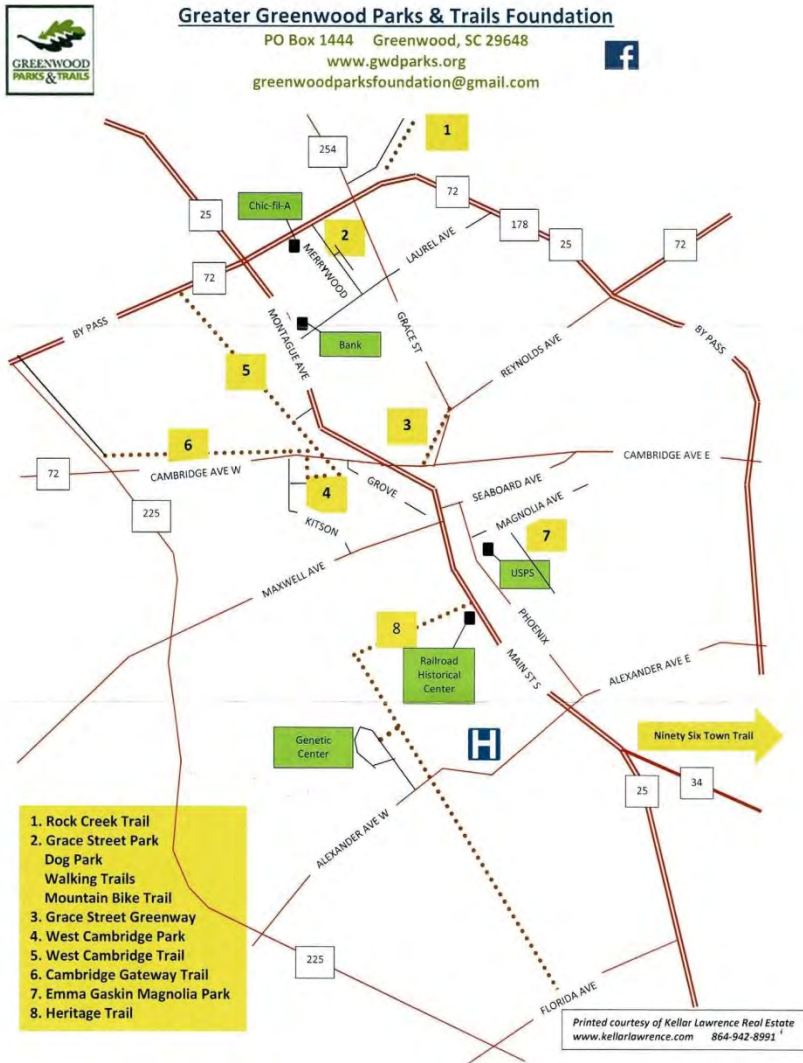 GREENWOOD
PARKS & TRAILS
Greater Greenwood Parks & Trails Foundation
PO Box 1444 Greenwood, SC 29648
www.gwdparks.org
greenwoodparksfoundation@gmail.com
f
1
254
72
25
Chic-fil-A
2
178
LAUREL AVE
25
72
MERRYWOOD
72
BY PASS
MONTAGUE AVE
GRACE ST
Bank
REYNOLDS AVE
BY PASS
5
3
6
72
CAMBRIDGE AVE W
CAMBRIDGE AVE E
GROVE
SEABOARD AVE
4
MAGNOLIA AVE
225
KITSON
7
MAXWELL AVE
USPS
PHOENIX
8
Railroad
Historical
Center
MAIN ST S
ALEXANDER AVE E
Genetic
Center
H
Ninety Six Town Trail
25
34
ALEXANDER AVE W
1. Rock Creek Trail
2. Grace Street Park
Dog Park
Walking Trails
Mountain Bike Trail
3. Grace Street Greenway
4. West Cambridge Park
5. West Cambridge Trail
6. Cambridge Gateway Trail
7. Emma Gaskin Magnolia Park
8. Heritage Trail
225
FLORIDA AVE
Printed courtesy of Kellar Lawrence Real Estate
www.kellarlawrence.com 864-942-8991